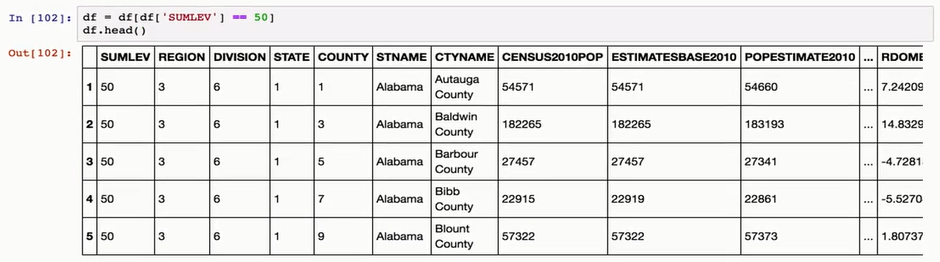 In [102]: df = df[df['SUMLEV'] == 50]
df.head()
Out[102]:
SUMLEV REGION DIVISION STATE COUNTY STNAME CTYNAME CENSUS2010POP ESTIMATESBASE2010 POPESTIMATE2010 ... RDOME
1 50 3 6 1 1 Alabama Autauga County 54571 54571 54660 ... 7.24209
2 50 3 6 1 3 Alabama Baldwin County 182265 182265 183193 ... 14.8329
3 50 3 6 1 5 Alabama Barbour County 27457 27457 27341 ... -4.7281
4 50 3 6 1 7 Alabama Bibb County 22915 22919 22861 ... -5.5270
5 50 3 6 1 9 Alabama Blount County 57322 57322 57373 ... 1.80737